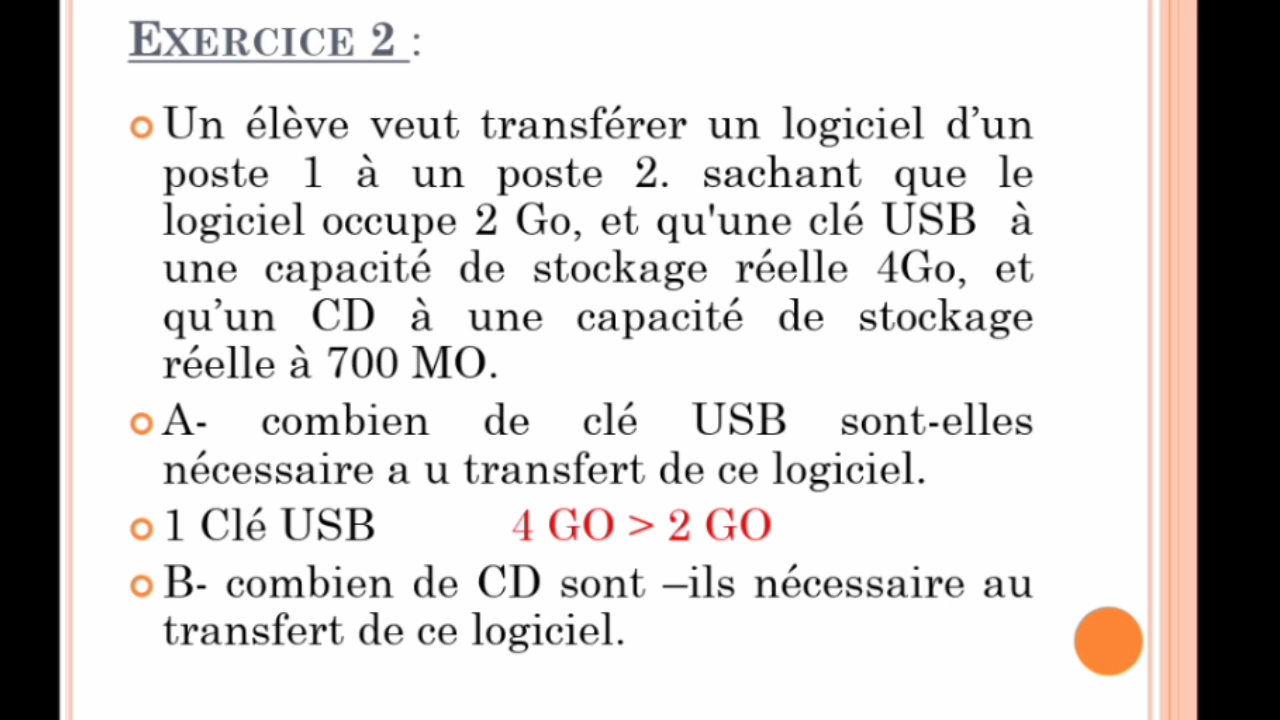 EXERCICE 2 :
Un élève veut transférer un logiciel d’un
poste 1 à un poste 2. sachant que le
logiciel occupe 2 Go, et qu'une clé USB à
une capacité de stockage réelle 4Go, et
qu’un CD à une capacité de stockage
réelle à 700 MO.
A- combien de clé USB sont-elles
nécessaire a u transfert de ce logiciel.
1 Clé USB 4 GO > 2 GO
B- combien de CD sont –ils nécessaire au
transfert de ce logiciel.